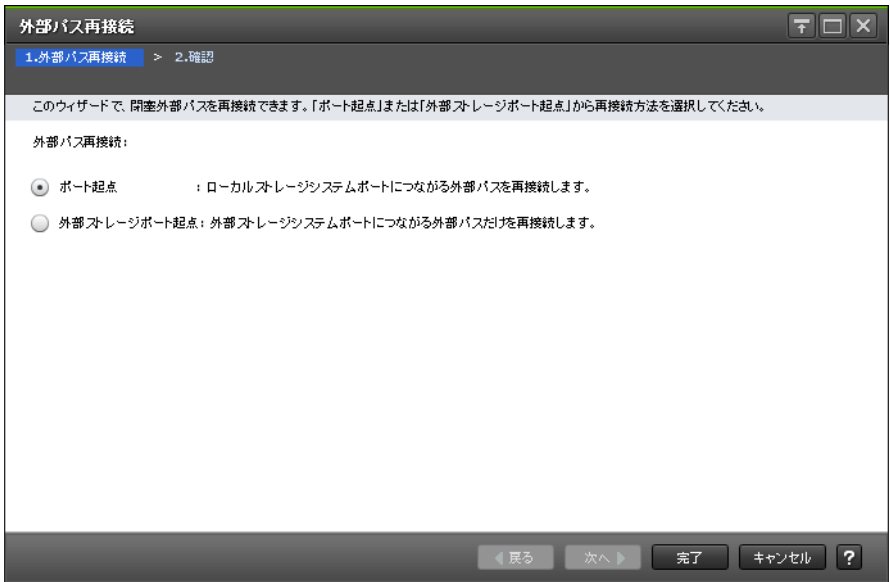 外部パス再接続
1.外部パス再接続 > 2.確認
このウィザードで、閉塞外部パスを再接続できます。「ポート起点」または「外部ストレージポート起点」から再接続方法を選択してください。
外部パス再接続:
ポート起点 : ローカルストレージシステムポートにつながる外部パスを再接続します。
外部ストレージポート起点 : 外部ストレージシステムポートにつながる外部パスだけを再接続します。
戻る 次へ 完了 キャンセル ?